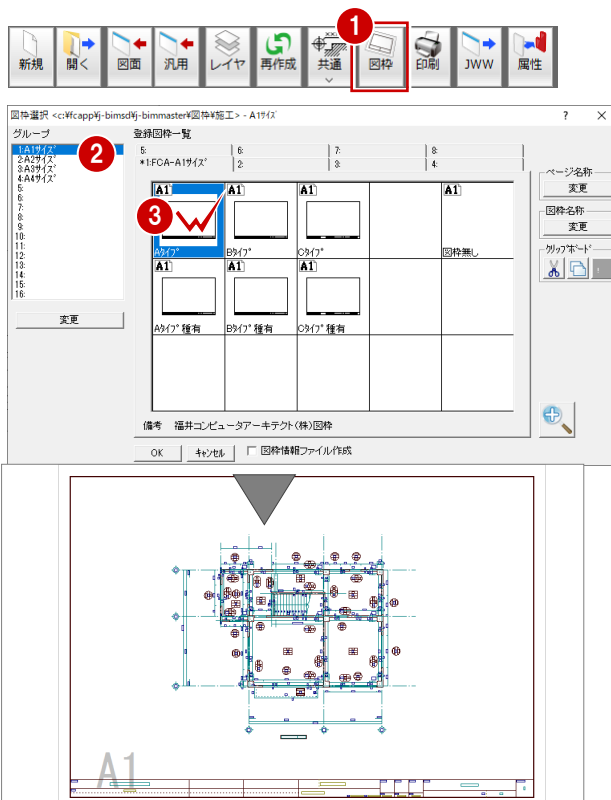 1
新規 開く 図面 汎用 レイヤ 再作成 共通 図枠 印刷 JWW 属性
図枠選択 <c:¥fcapp¥j-bimsd¥j-bimmaster¥図枠¥施工> - A1ｻｲｽﾞ ? ×
グループ 登録図枠一覧
1:A1ｻｲｽﾞ
2:A2ｻｲｽﾞ
3:A3ｻｲｽﾞ
4:A4ｻｲｽﾞ
5:
6:
7:
8:
9:
10:
11:
12:
13:
14:
15:
16:
変更
2
5: 6: 7: 8:
*1:FCA-A1ｻｲｽﾞ 2: 3: 4:
A1 A1 A1 A1
3
Aﾀｲﾌﾟ Bﾀｲﾌﾟ Cﾀｲﾌﾟ 図枠無し
A1 A1 A1
Aﾀｲﾌﾟ種有 Bﾀｲﾌﾟ種有 Cﾀｲﾌﾟ種有
備考 福井コンピュータアーキテクト(株)図枠
ページ名称
変更
図枠名称
変更
ｸﾘｯﾌﾟﾎﾞｰﾄﾞ
OK ｷｬﾝｾﾙ 図枠情報ファイル作成
A1